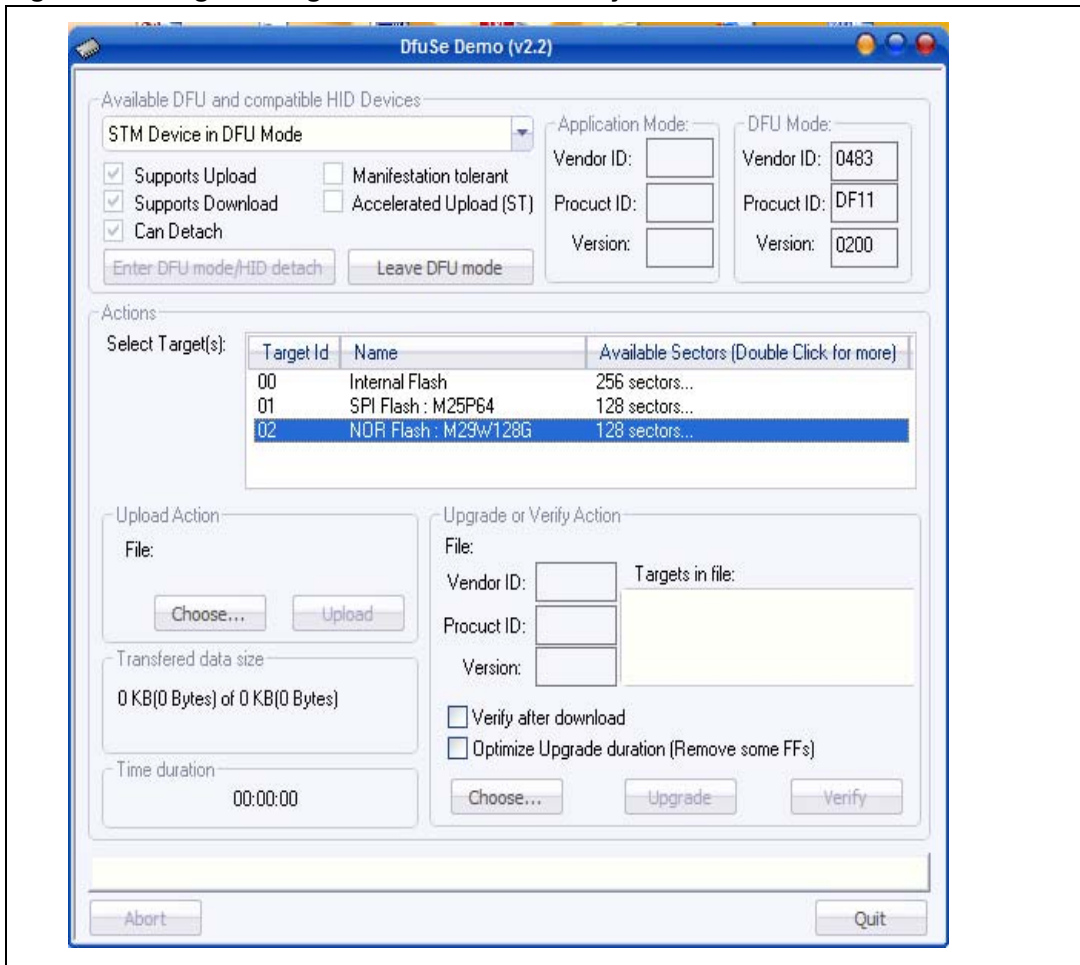 DfuSe Demo (v2.2)
Available DFU and compatible HID Devices
STM Device in DFU Mode
Supports Upload
Manifestation tolerant
Supports Download
Accelerated Upload (ST)
Can Detach
Enter DFU mode/HID detach
Leave DFU mode
Application Mode:
Vendor ID:
Procuct ID:
Version:
DFU Mode:
Vendor ID: 0483
Procuct ID: DF11
Version: 0200
Actions
Select Target(s):
Target Id Name Available Sectors (Double Click for more)
00 Internal Flash 256 sectors...
01 SPI Flash : M25P64 128 sectors...
02 NOR Flash : M29W128G 128 sectors...
Upload Action
File:
Choose...
Upload
Transfered data size
0 KB(0 Bytes) of 0 KB(0 Bytes)
Time duration
00:00:00
Upgrade or Verify Action
File:
Vendor ID:
Procuct ID:
Version:
Targets in file:
Verify after download
Optimize Upgrade duration (Remove some FFs)
Choose...
Upgrade
Verify
Abort
Quit